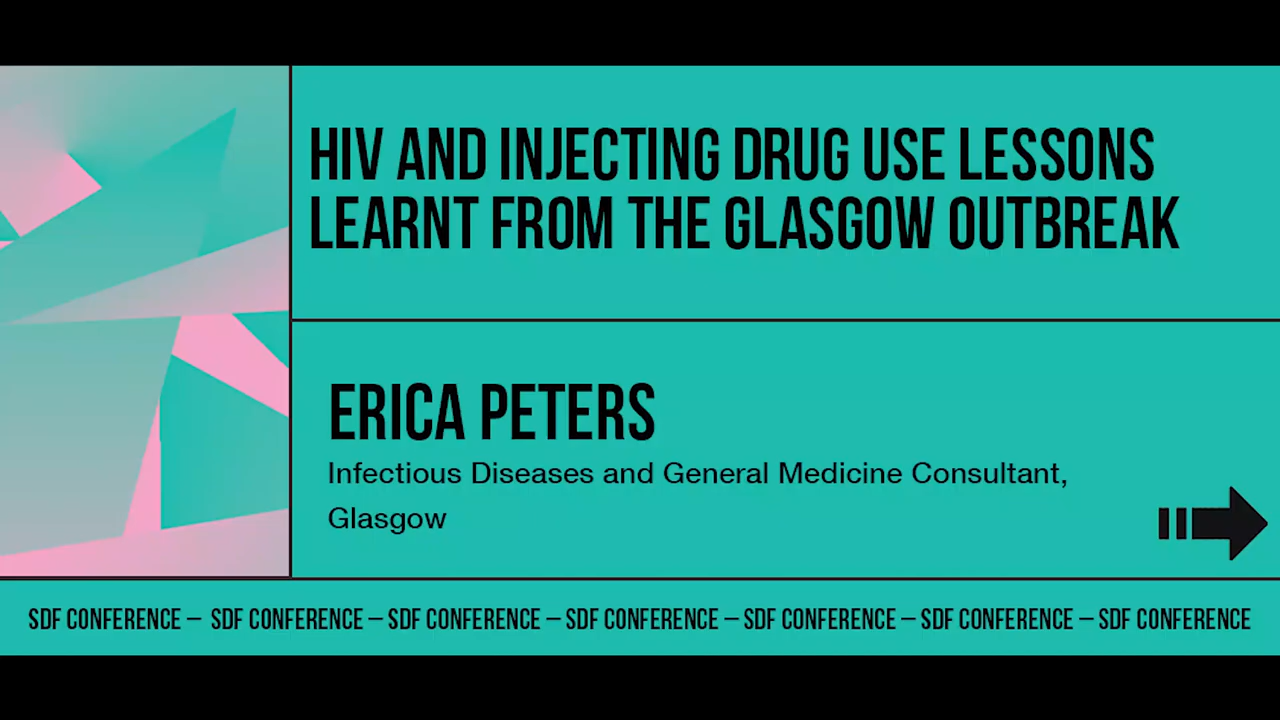 HIV AND INJECTING DRUG USE LESSONS
LEARNT FROM THE GLASGOW OUTBREAK
ERICA PETERS
Infectious Diseases and General Medicine Consultant,
Glasgow
SDF CONFERENCE – SDF CONFERENCE – SDF CONFERENCE – SDF CONFERENCE – SDF CONFERENCE – SDF CONFERENCE – SDF CONFERENCE